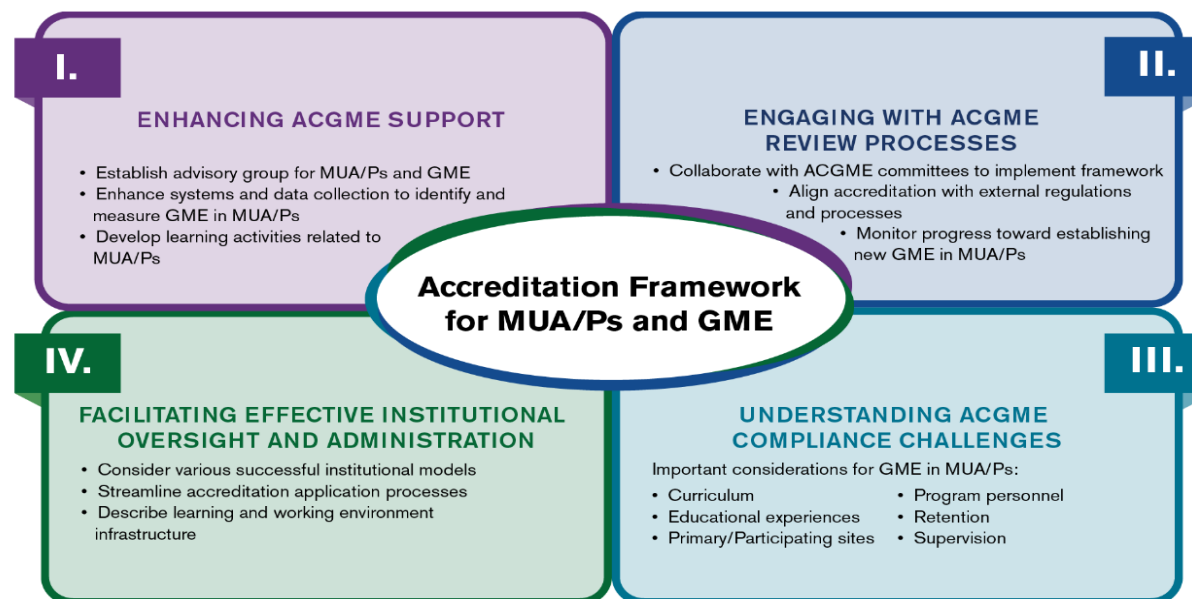 I.
ENHANCING ACGME SUPPORT
• Establish advisory group for MUA/Ps and GME
• Enhance systems and data collection to identify and
measure GME in MUA/Ps
• Develop learning activities related to
MUA/Ps
II.
ENGAGING WITH ACGME
REVIEW PROCESSES
• Collaborate with ACGME committees to implement framework
• Align accreditation with external regulations
and processes
• Monitor progress toward establishing
new GME in MUA/Ps
Accreditation Framework
for MUA/Ps and GME
III.
UNDERSTANDING ACGME
COMPLIANCE CHALLENGES
Important considerations for GME in MUA/Ps:
• Curriculum
• Educational experiences
• Primary/Participating sites
• Program personnel
• Retention
• Supervision
IV.
FACILITATING EFFECTIVE INSTITUTIONAL
OVERSIGHT AND ADMINISTRATION
• Consider various successful institutional models
• Streamline accreditation application processes
• Describe learning and working environment
infrastructure